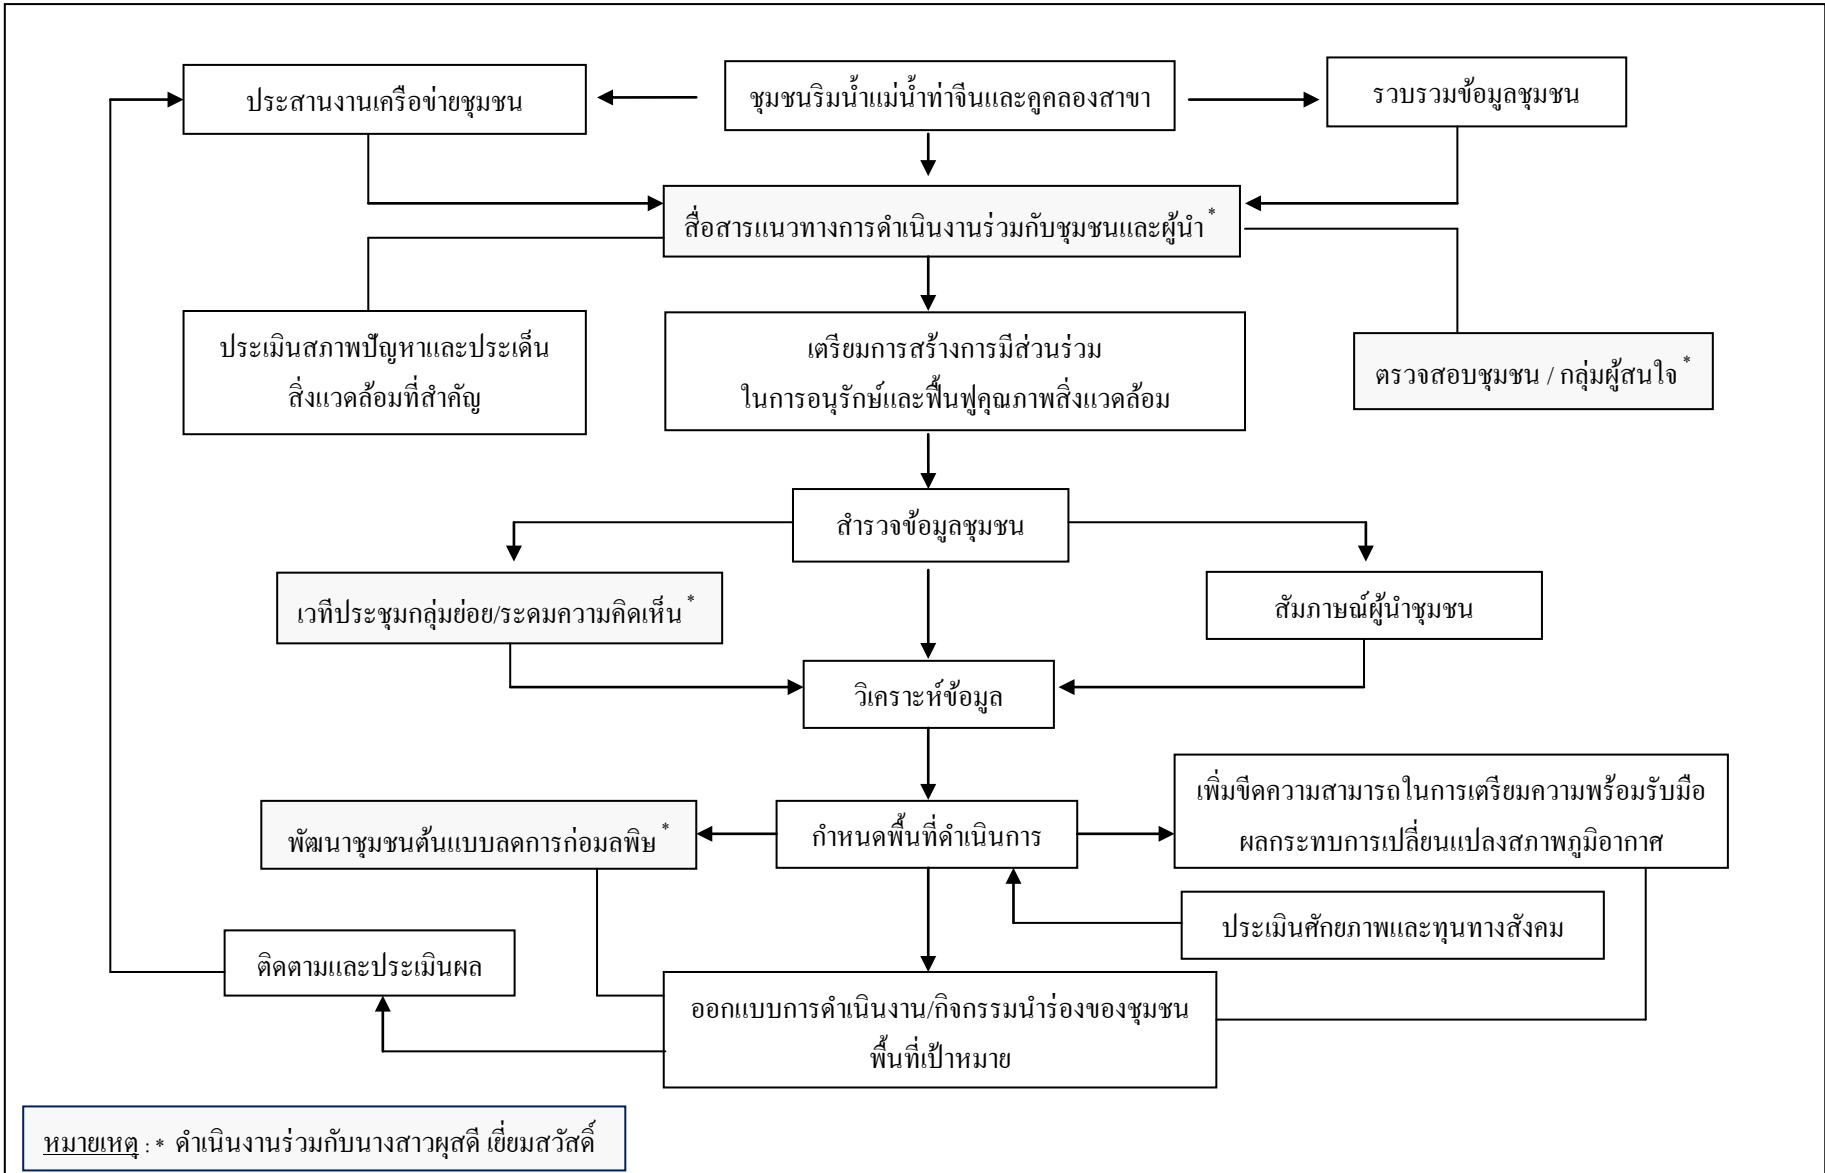 ประสานงานเครือข่ายชุมชน
ชุมชนริมน้ำแม่น้ำท่าจีนและคูคลองสาขา
รวบรวมข้อมูลชุมชน
สื่อสารแนวทางการดำเนินงานร่วมกับชุมชนและผู้นำ *
ประเมินสภาพปัญหาและประเด็น
สิ่งแวดล้อมที่สำคัญ
เตรียมการสร้างการมีส่วนร่วม
ในการอนุรักษ์และฟื้นฟูคุณภาพสิ่งแวดล้อม
ตรวจสอบชุมชน / กลุ่มผู้สนใจ *
สำรวจข้อมูลชุมชน
เวทีประชุมกลุ่มย่อย/ระดมความคิดเห็น *
สัมภาษณ์ผู้นำชุมชน
วิเคราะห์ข้อมูล
พัฒนาชุมชนต้นแบบลดการก่อมลพิษ *
กำหนดพื้นที่ดำเนินการ
เพิ่มขีดความสามารถในการเตรียมความพร้อมรับมือ
ผลกระทบการเปลี่ยนแปลงสภาพภูมิอากาศ
ประเมินศักยภาพและทุนทางสังคม
ติดตามและประเมินผล
ออกแบบการดำเนินงาน/กิจกรรมนำร่องของชุมชน
พื้นที่เป้าหมาย
หมายเหตุ : * ดำเนินงานร่วมกับนางสาวผุสดี เยี่ยมสวัสดิ์